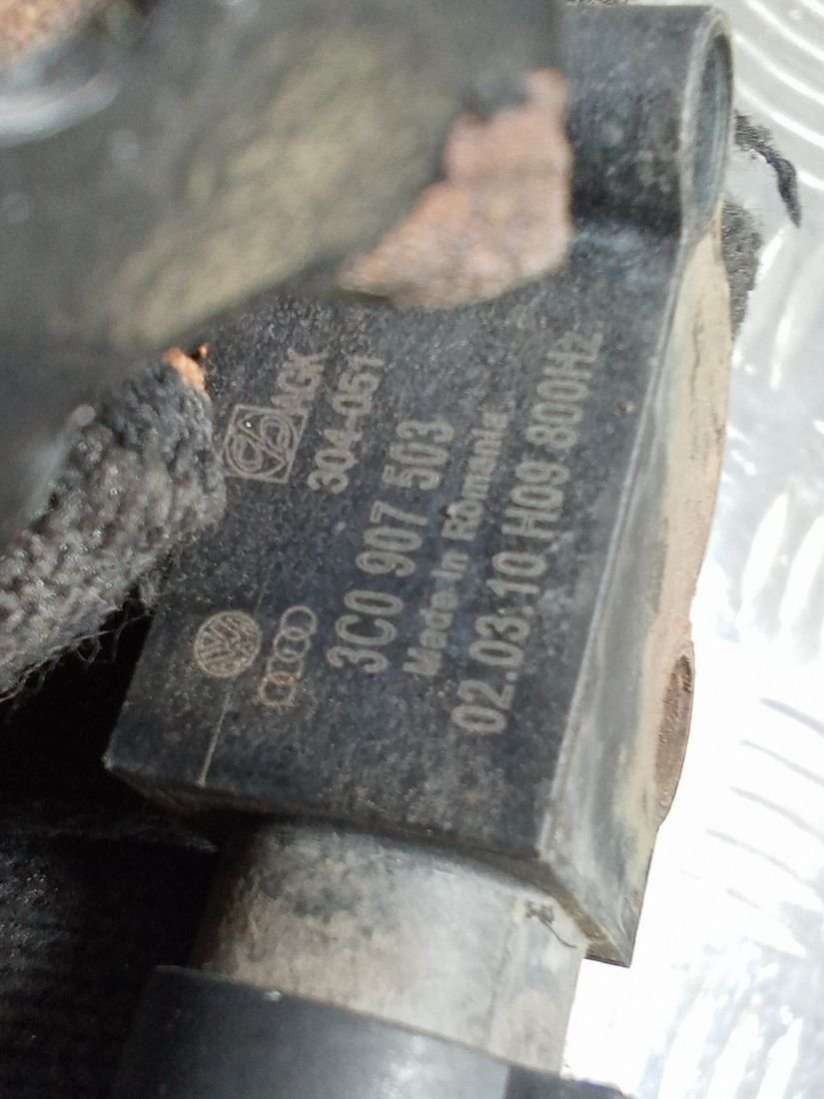 AGK
304-051
3C0 907 503
Made in Romania
02.03.10 H09 800Hz